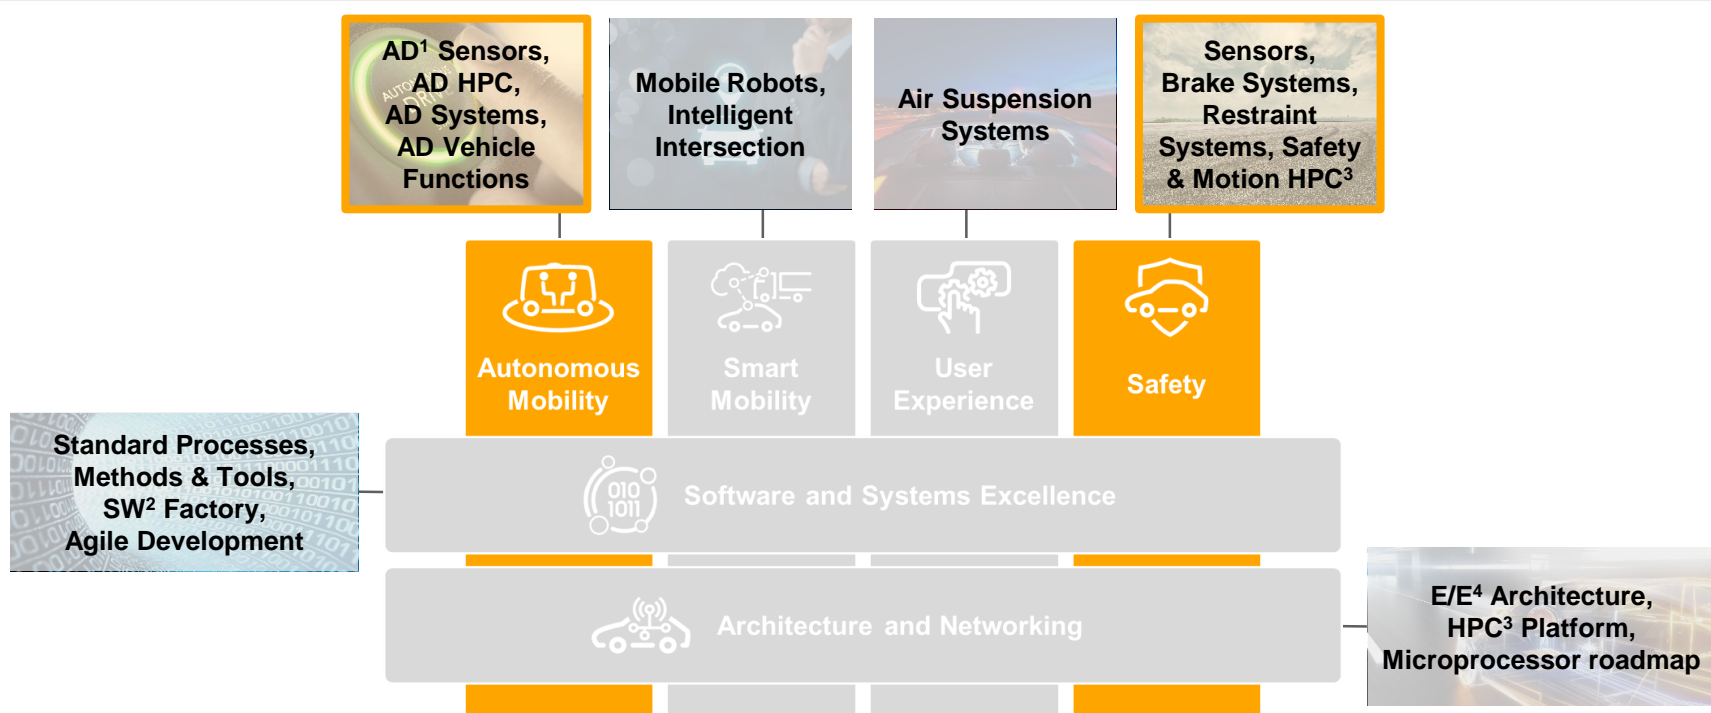 AD¹ Sensors,
AD HPC,
AD Systems,
AD Vehicle
Functions
Mobile Robots,
Intelligent
Intersection
Air Suspension
Systems
Sensors,
Brake Systems,
Restraint
Systems, Safety
& Motion HPC³
Autonomous
Mobility
Smart
Mobility
User
Experience
Safety
Standard Processes,
Methods & Tools,
SW² Factory,
Agile Development
010
1011
Software and Systems Excellence
Architecture and Networking
E/E⁴ Architecture,
HPC³ Platform,
Microprocessor roadmap